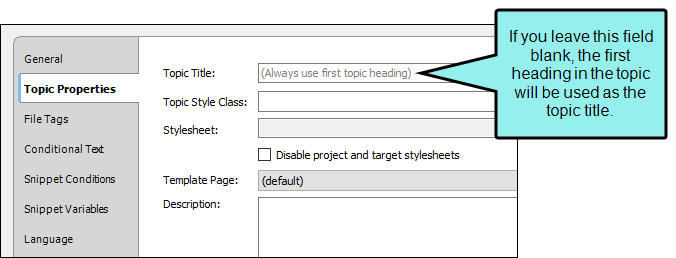 General
Topic Properties
File Tags
Conditional Text
Snippet Conditions
Snippet Variables
Language
Topic Title: (Always use first topic heading)
Topic Style Class:
Stylesheet:
Disable project and target stylesheets
Template Page: (default)
Description:
If you leave this field
blank, the first
heading in the topic
will be used as the
topic title.